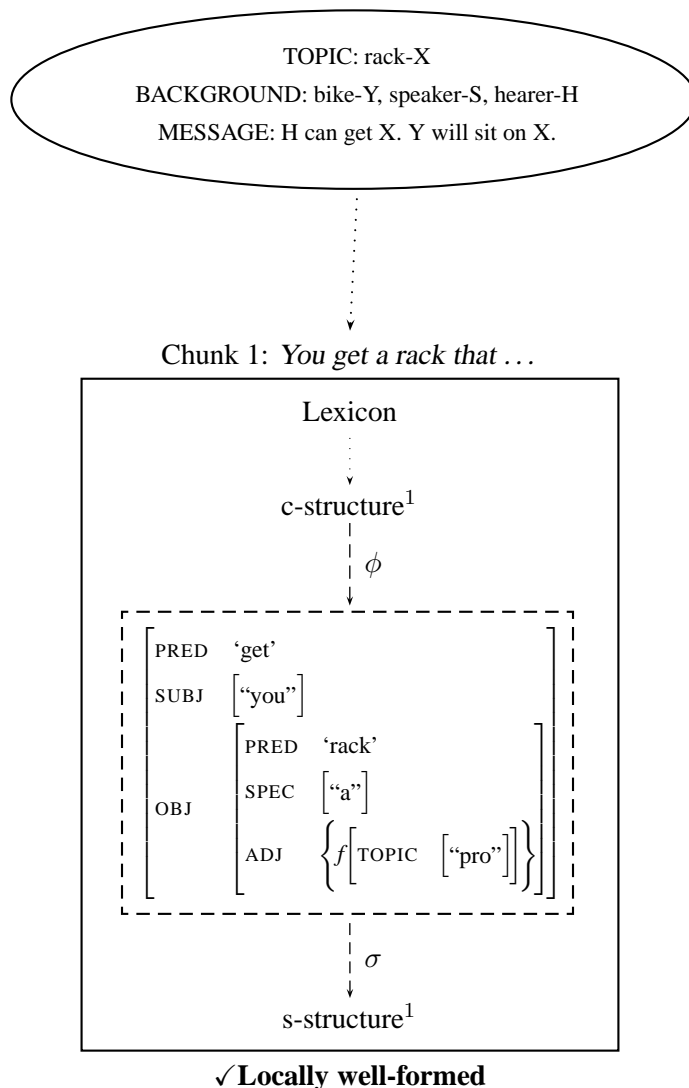 TOPIC: rack-X
BACKGROUND: bike-Y, speaker-S, hearer-H
MESSAGE: H can get X. Y will sit on X.
Chunk 1: You get a rack that . . .
Lexicon
c-structure¹
ϕ
PRED ‘get’
SUBJ [“you”]
OBJ
PRED ‘rack’
SPEC [“a”]
ADJ {f[TOPIC [“pro”]]}
σ
s-structure¹
✓Locally well-formed